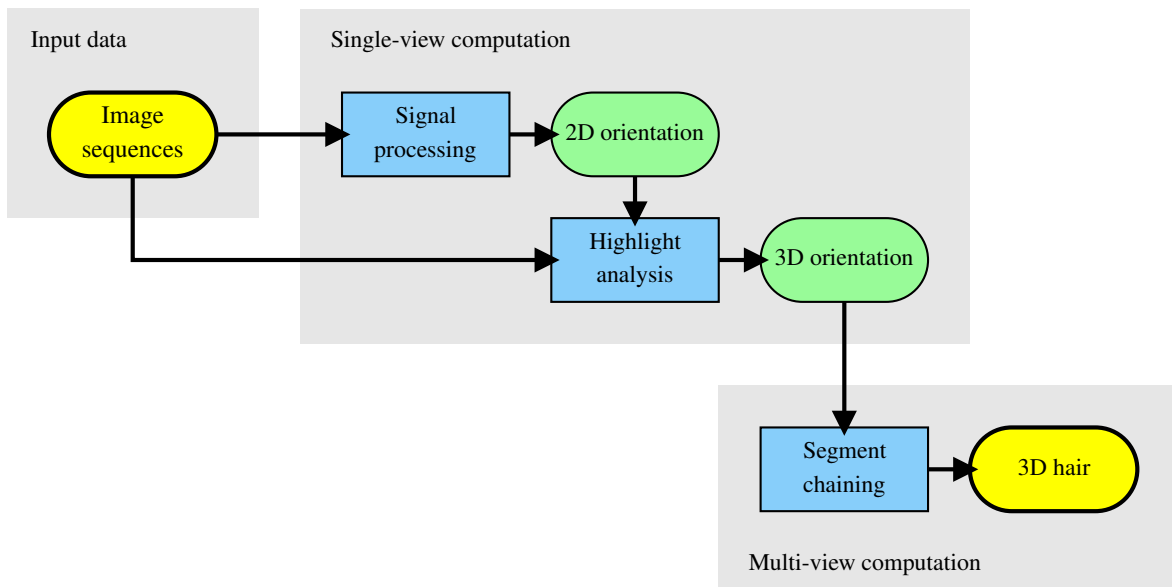 Input data
Single-view computation
Image
sequences
Signal
processing
2D orientation
Highlight
analysis
3D orientation
Segment
chaining
3D hair
Multi-view computation